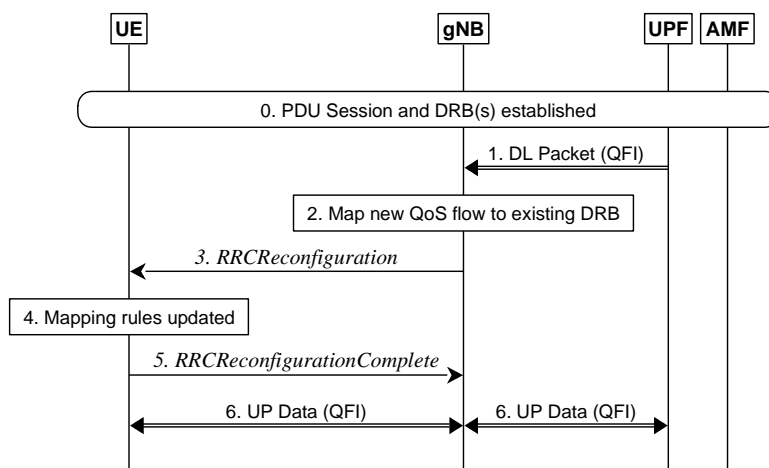 UE gNB UPF AMF
0. PDU Session and DRB(s) established
1. DL Packet (QFI)
2. Map new QoS flow to existing DRB
3. RRCReconfiguration
4. Mapping rules updated
5. RRCReconfigurationComplete
6. UP Data (QFI) 6. UP Data (QFI)